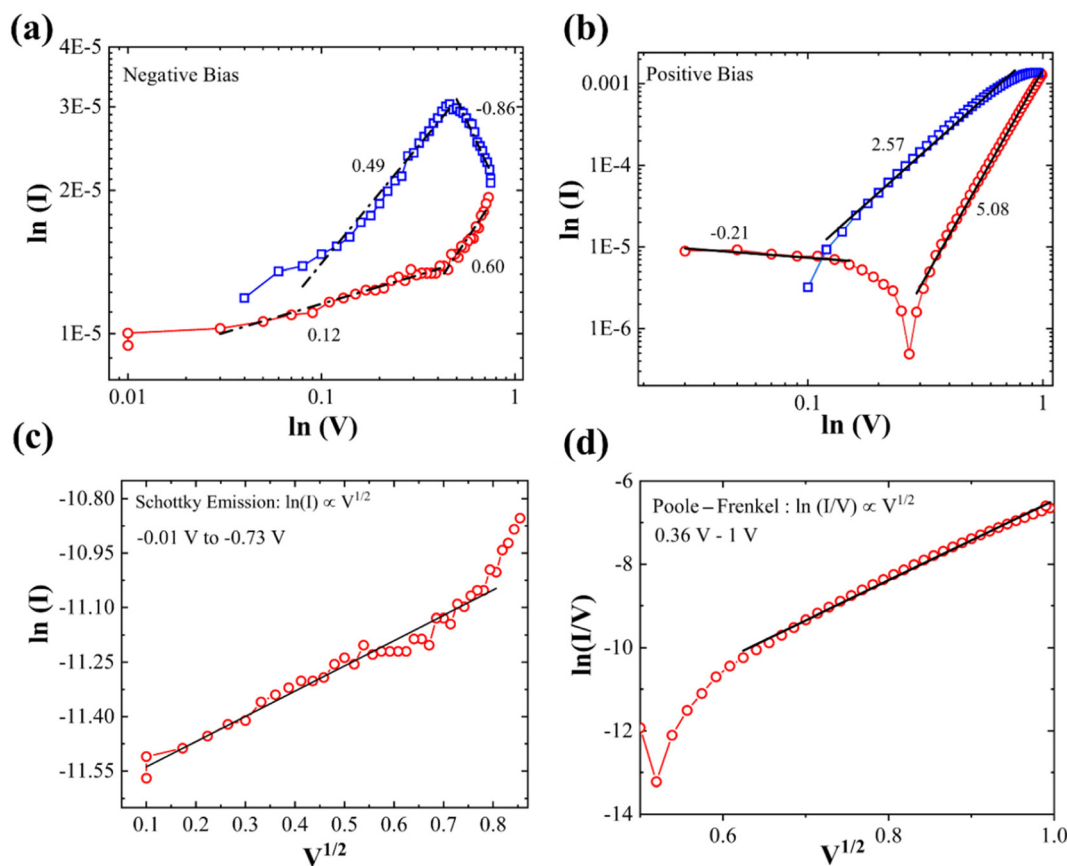 (a)
Negative Bias
4E-5
3E-5
2E-5
1E-5
ln (I)
0.49
-0.86
0.60
0.12
0.01
0.1
1
ln (V)
(b)
Positive Bias
0.001
1E-4
1E-5
1E-6
ln (I)
2.57
5.08
-0.21
0.1
1
ln (V)
(c)
Schottky Emission: ln(I) ∝ V^1/2
-0.01 V to -0.73 V
-10.80
-10.95
-11.10
-11.25
-11.40
-11.55
ln (I)
0.1 0.2 0.3 0.4 0.5 0.6 0.7 0.8
V^1/2
(d)
Poole – Frenkel : ln (I/V) ∝ V^1/2
0.36 V - 1 V
-6
-8
-10
-12
-14
ln(I/V)
0.6 0.8 1.0
V^1/2